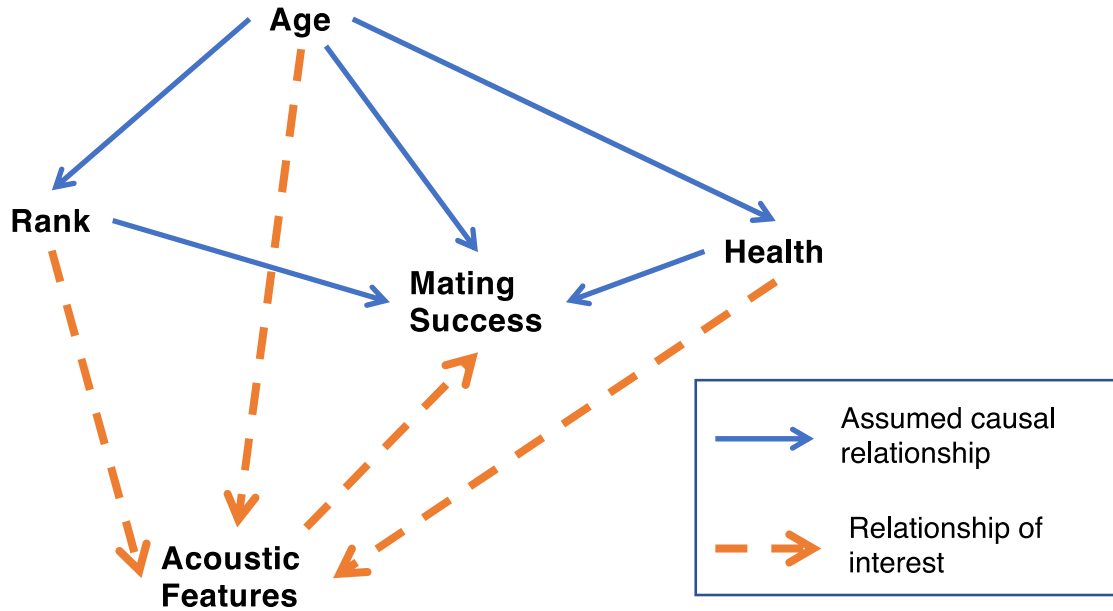 Age
Rank
Health
Mating
Success
Acoustic
Features
Assumed causal
relationship
Relationship of
interest